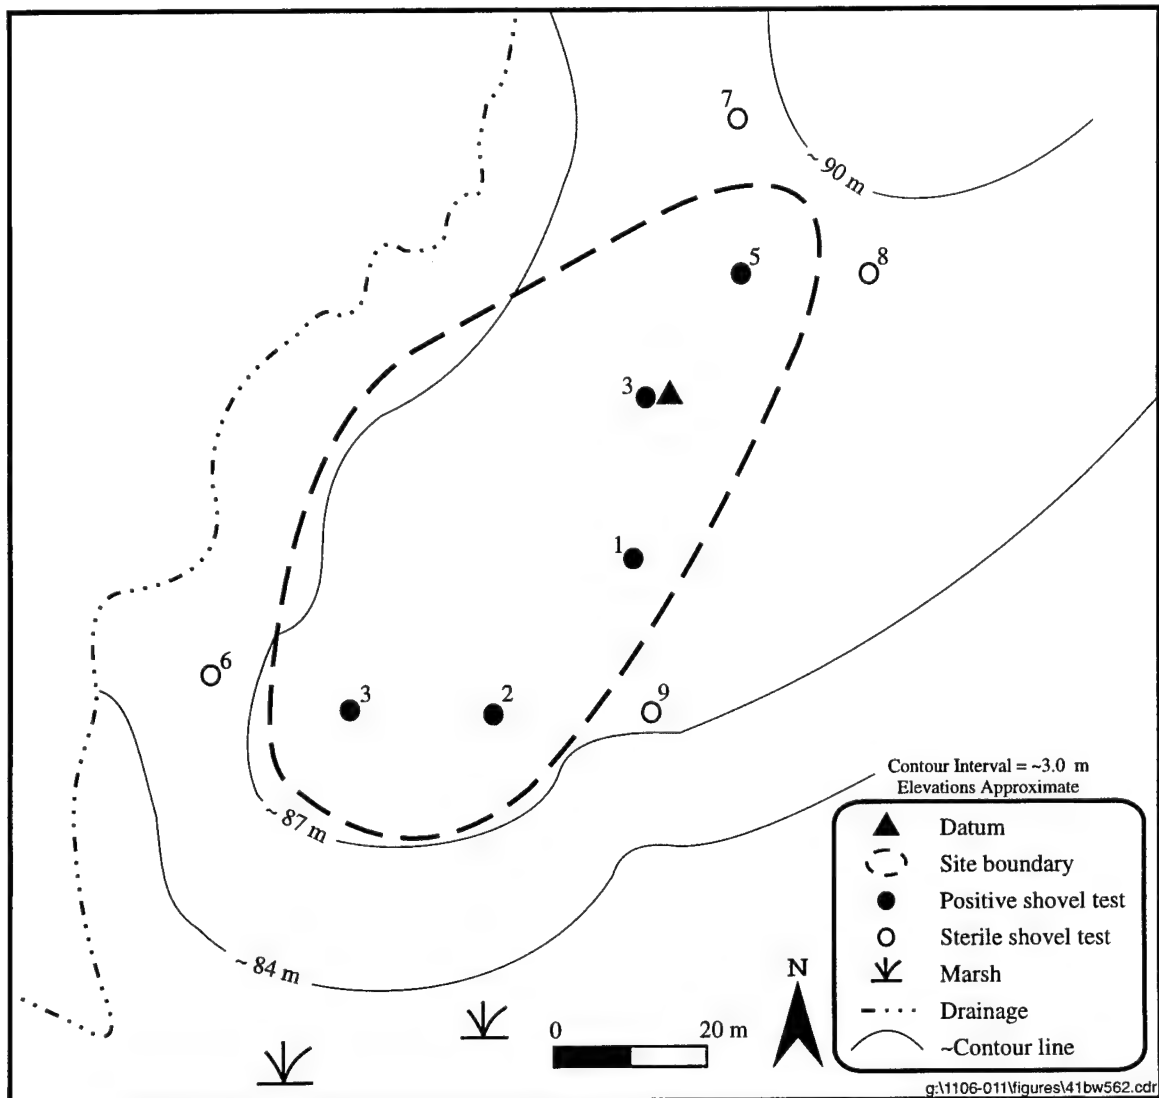 7
~ 90 m
5
8
3
1
6
3
2
9
~ 87 m
~ 84 m
Contour Interval = ~3.0 m
Elevations Approximate
Datum
Site boundary
Positive shovel test
Sterile shovel test
Marsh
Drainage
~Contour line
N
0 20 m
g:\1106-011\figures\41bw562.cdr